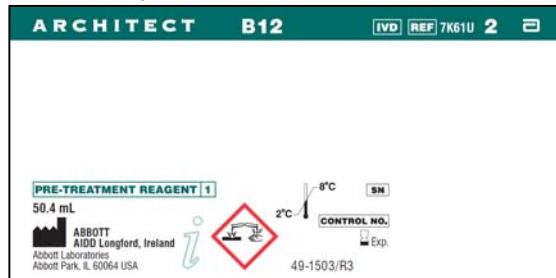 ARCHITECT B12 IVD REF 7K61U 2
PRE-TREATMENT REAGENT 1
50.4 mL
8°C
2°C
SN
CONTROL NO.
Exp.
ABBOTT
AIDD Longford, Ireland
Abbott Laboratories
Abbott Park, IL 60064 USA
i
49-1503/R3